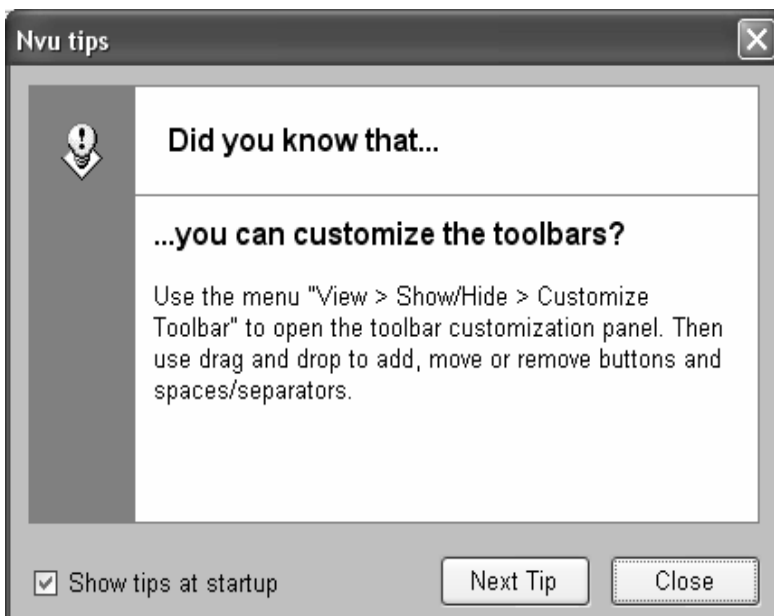 Nvu tips
Did you know that...
...you can customize the toolbars?
Use the menu "View > Show/Hide > Customize
Toolbar" to open the toolbar customization panel. Then
use drag and drop to add, move or remove buttons and
spaces/separators.
Show tips at startup
Next Tip
Close